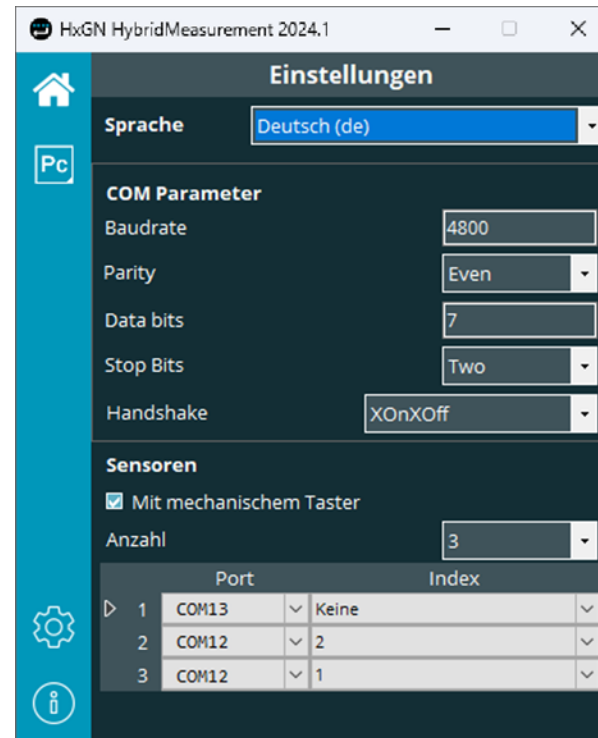 HxGN HybridMeasurement 2024.1
Einstellungen
Sprache Deutsch (de)
Pc
COM Parameter
Baudrate 4800
Parity Even
Data bits 7
Stop Bits Two
Handshake XOnXOff
Sensoren
Mit mechanischem Taster
Anzahl 3
Port Index
1 COM13 Keine
2 COM12 2
3 COM12 1